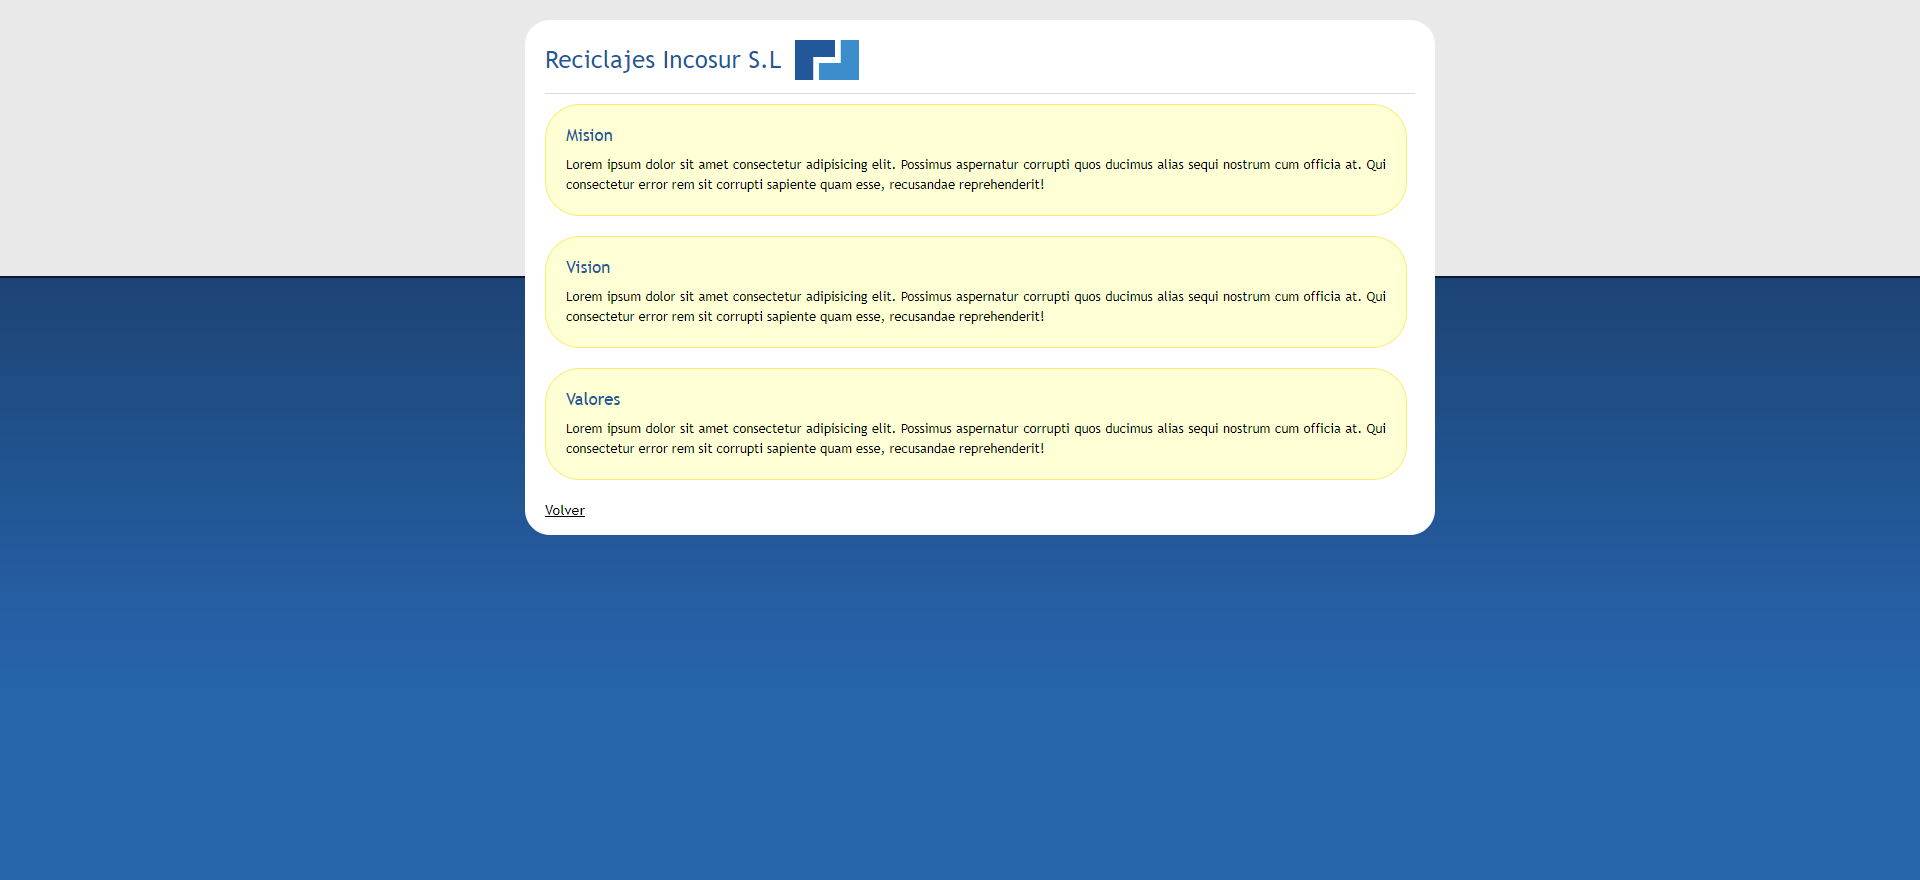 Reciclajes Incosur S.L
Mision
Lorem ipsum dolor sit amet consectetur adipisicing elit. Possimus aspernatur corrupti quos ducimus alias sequi nostrum cum officia at. Qui
consectetur error rem sit corrupti sapiente quam esse, recusandae reprehenderit!
Vision
Lorem ipsum dolor sit amet consectetur adipisicing elit. Possimus aspernatur corrupti quos ducimus alias sequi nostrum cum officia at. Qui
consectetur error rem sit corrupti sapiente quam esse, recusandae reprehenderit!
Valores
Lorem ipsum dolor sit amet consectetur adipisicing elit. Possimus aspernatur corrupti quos ducimus alias sequi nostrum cum officia at. Qui
consectetur error rem sit corrupti sapiente quam esse, recusandae reprehenderit!
Volver